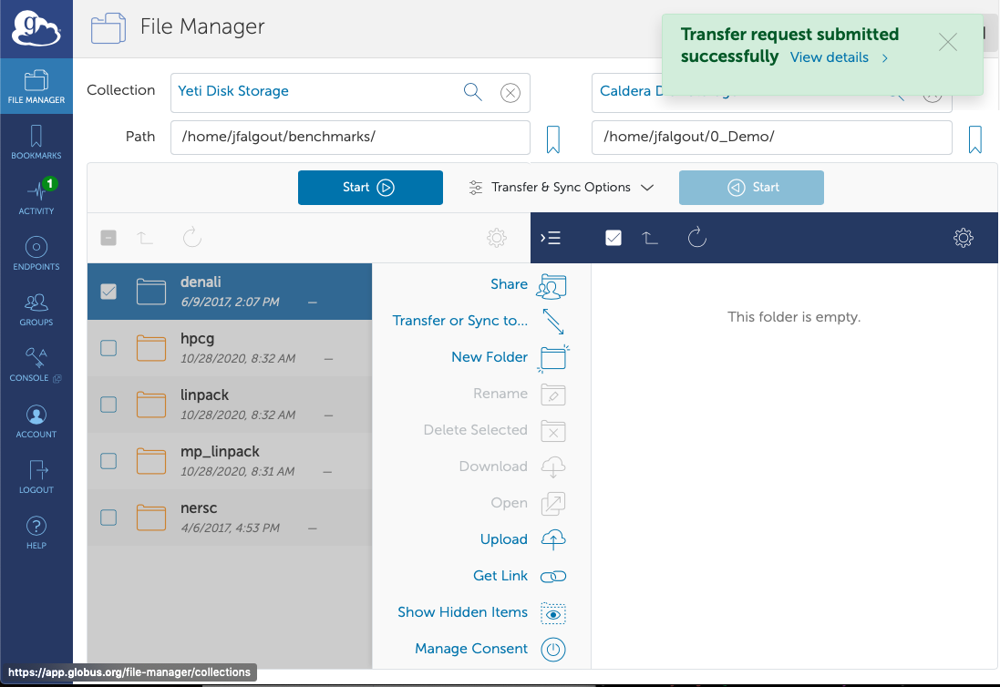 File Manager
Transfer request submitted
successfully View details
FILE MANAGER
BOOKMARKS
1
ACTIVITY
ENDPOINTS
GROUPS
CONSOLE
ACCOUNT
LOGOUT
HELP
Collection Yeti Disk Storage
Caldera D
Path /home/jfalgout/benchmarks/
/home/jfalgout/0_Demo/
Start Transfer & Sync Options Start
denali
6/9/2017, 2:07 PM —
hpcg
10/28/2020, 8:32 AM —
linpack
10/28/2020, 8:32 AM —
mp_linpack
10/28/2020, 8:31 AM —
nersc
4/6/2017, 4:53 PM —
Share
Transfer or Sync to...
New Folder
Rename
Delete Selected
Download
Open
Upload
Get Link
Show Hidden Items
Manage Consent
This folder is empty.
https://app.globus.org/file-manager/collections